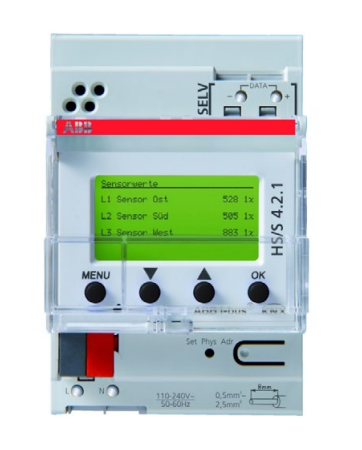 SELV
DATA
- +
ABB
Sensorwerte
L1 Sensor Ost 528 lx
L2 Sensor Süd 505 lx
L3 Sensor West 883 lx
HS/S 4.2.1
MENU OK
KNX
Set Phys Adr
L N
110-240V~
50-60Hz
0,5mm²-
2,5mm²
8mm